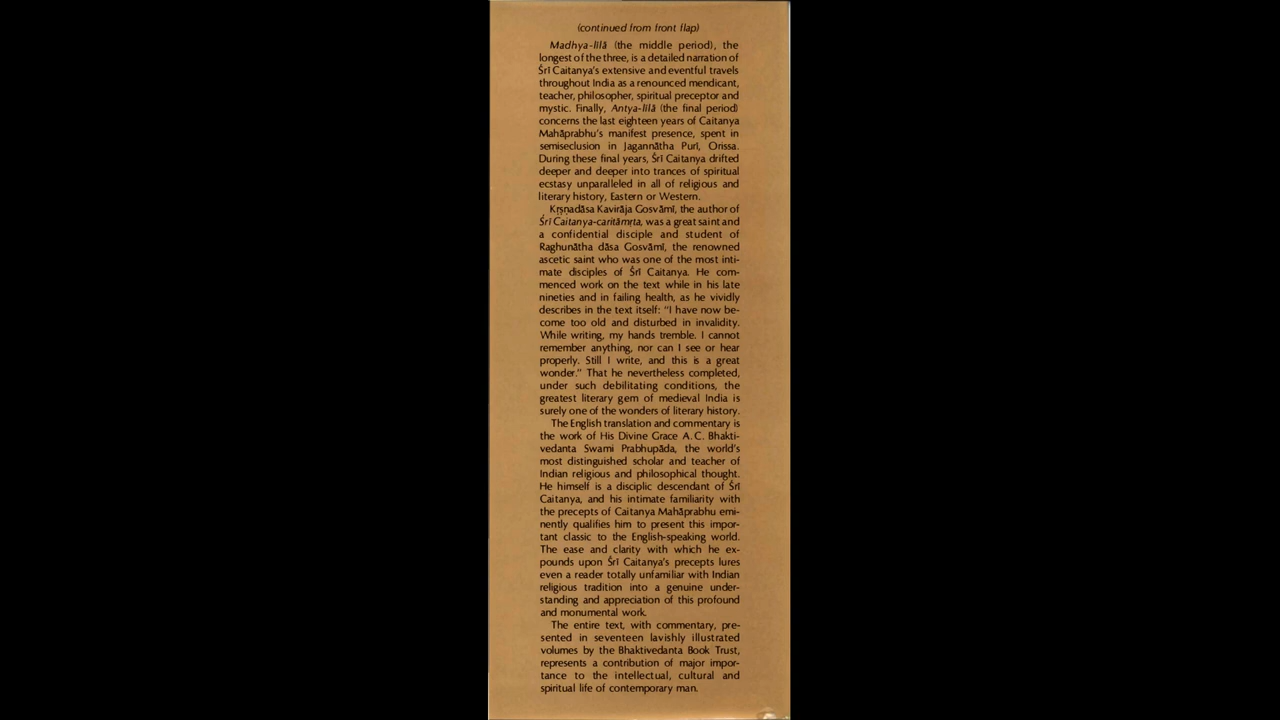 (continued from front flap)
Madhya-līlā (the middle period), the
longest of the three, is a detailed narration of
Śrī Caitanya's extensive and eventful travels
throughout India as a renounced mendicant,
teacher, philosopher, spiritual preceptor and
mystic. Finally, Antya-līlā (the final period)
concerns the last eighteen years of Caitanya
Mahāprabhu's manifest presence, spent in
semiseclusion in Jagannātha Purī, Orissa.
During these final years, Śrī Caitanya drifted
deeper and deeper into trances of spiritual
ecstasy unparalleled in all of religious and
literary history, Eastern or Western.
Kṛṣṇadāsa Kavirāja Gosvāmī, the author of
Śrī Caitanya-caritāmṛta, was a great saint and
a confidential disciple and student of
Raghunātha dāsa Gosvāmī, the renowned
ascetic saint who was one of the most inti-
mate disciples of Śrī Caitanya. He com-
menced work on the text while in his late
nineties and in failing health, as he vividly
describes in the text itself: "I have now be-
come too old and disturbed in invalidity.
While writing, my hands tremble. I cannot
remember anything, nor can I see or hear
properly. Still I write, and this is a great
wonder." That he nevertheless completed,
under such debilitating conditions, the
greatest literary gem of medieval India is
surely one of the wonders of literary history.
The English translation and commentary is
the work of His Divine Grace A.C. Bhakti-
vedanta Swami Prabhupāda, the world's
most distinguished scholar and teacher of
Indian religious and philosophical thought.
He himself is a disciplic descendant of Śrī
Caitanya, and his intimate familiarity with
the precepts of Caitanya Mahāprabhu emi-
nently qualifies him to present this impor-
tant classic to the English-speaking world.
The ease and clarity with which he ex-
pounds upon Śrī Caitanya's precepts lures
even a reader totally unfamiliar with Indian
religious tradition into a genuine under-
standing and appreciation of this profound
and monumental work.
The entire text, with commentary, pre-
sented in seventeen lavishly illustrated
volumes by the Bhaktivedanta Book Trust,
represents a contribution of major impor-
tance to the intellectual, cultural and
spiritual life of contemporary man.